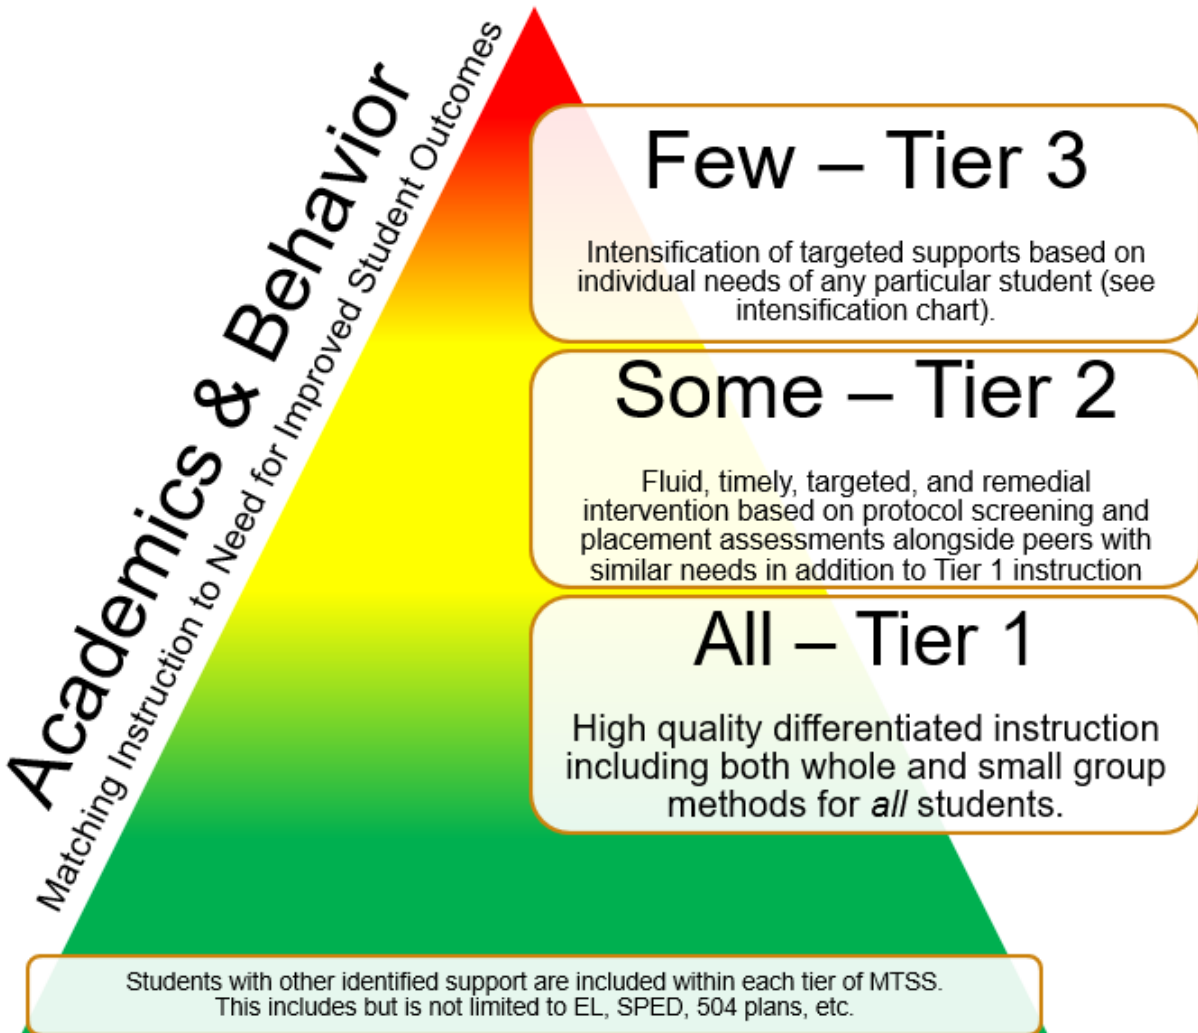 Academics & Behavior
Matching Instruction to Need for Improved Student Outcomes
Few – Tier 3
Intensification of targeted supports based on
individual needs of any particular student (see
intensification chart).
Some – Tier 2
Fluid, timely, targeted, and remedial
intervention based on protocol screening and
placement assessments alongside peers with
similar needs in addition to Tier 1 instruction
All – Tier 1
High quality differentiated instruction
including both whole and small group
methods for all students.
Students with other identified support are included within each tier of MTSS.
This includes but is not limited to EL, SPED, 504 plans, etc.